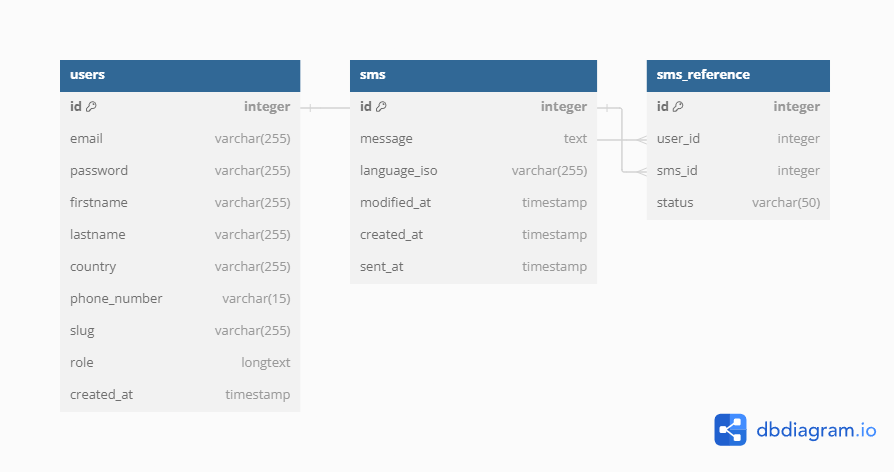 users
id integer
email varchar(255)
password varchar(255)
firstname varchar(255)
lastname varchar(255)
country varchar(255)
phone_number varchar(15)
slug varchar(255)
role longtext
created_at timestamp
sms
id integer
message text
language_iso varchar(255)
modified_at timestamp
created_at timestamp
sent_at timestamp
sms_reference
id integer
user_id integer
sms_id integer
status varchar(50)
dbdiagram.io